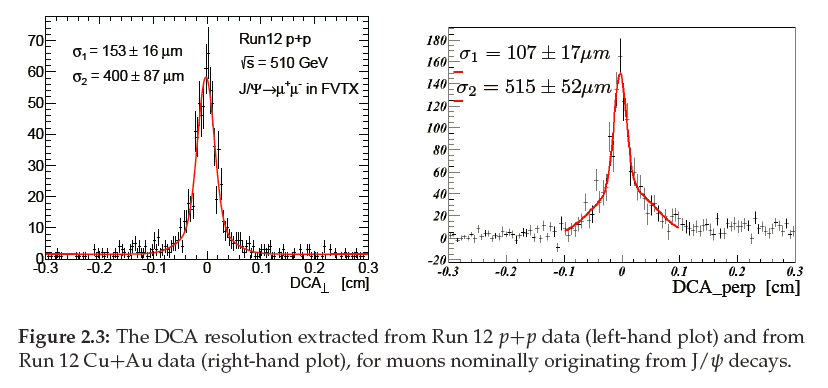 σ₁ = 153 ± 16 μm
σ₂ = 400 ± 87 μm
Run12 p+p
√s = 510 GeV
J/Ψ→μ⁺μ⁻ in FVTX
70
60
50
40
30
20
10
0
-0.3 -0.2 -0.1 0 0.1 0.2 0.3
DCA⊥ [cm]
σ₁ = 107 ± 17μm
σ₂ = 515 ± 52μm
180
160
140
120
100
80
60
40
20
0
-20
-0.3 -0.2 -0.1 0 0.1 0.2 0.3
DCA_perp [cm]
Figure 2.3: The DCA resolution extracted from Run 12 p+p data (left-hand plot) and from
Run 12 Cu+Au data (right-hand plot), for muons nominally originating from J/ψ decays.